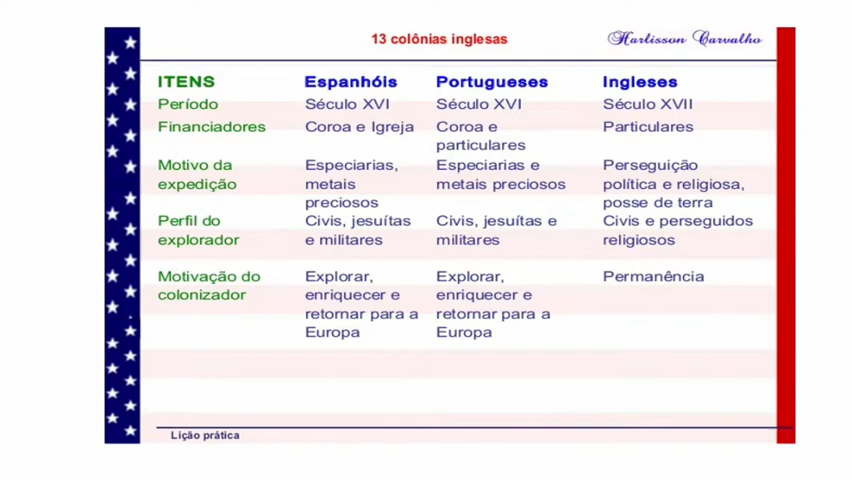 13 colônias inglesas
Harlisson Carvalho
ITENS Espanhóis Portugueses Ingleses
Período Século XVI Século XVI Século XVII
Financiadores Coroa e Igreja Coroa e particulares Particulares
Motivo da expedição Especiarias, metais preciosos Especiarias e metais preciosos Perseguição política e religiosa, posse de terra
Perfil do explorador Civis, jesuítas e militares Civis, jesuítas e militares Civis e perseguidos religiosos
Motivação do colonizador Explorar, enriquecer e retornar para a Europa Explorar, enriquecer e retornar para a Europa Permanência
Lição prática